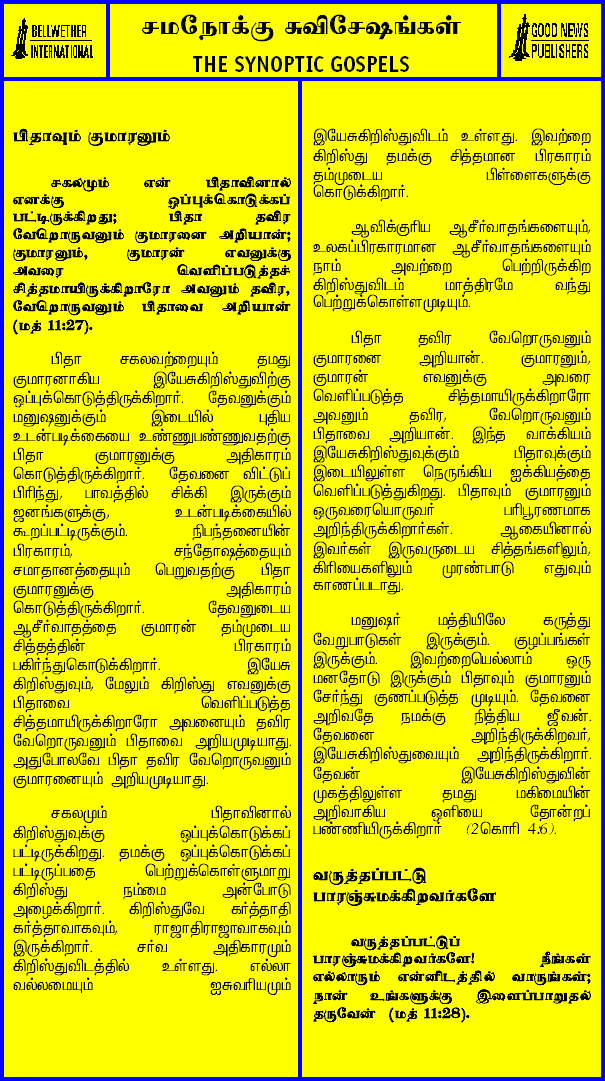 BELLWETHER
INTERNATIONAL
சமநோக்கு சுவிசேஷங்கள்
THE SYNOPTIC GOSPELS
GOOD NEWS
PUBLISHERS
பிதாவும் குமாரனும்
சகலமும் என் பிதாவினால்
எனக்கு ஒப்புக்கொடுக்கப்
பட்டிருக்கிறது; பிதா தவிர
வேறொருவனும் குமாரனை அறியான்;
குமாரனும், குமாரன் எவனுக்கு
அவரை வெளிப்படுத்தச்
சித்தமாயிருக்கிறாரோ அவனும் தவிர,
வேறொருவனும் பிதாவை அறியான்
(மத் 11:27).
பிதா சகலவற்றையும் தமது
குமாரனாகிய இயேசுகிறிஸ்துவிற்கு
ஒப்புக்கொடுத்திருக்கிறார். தேவனுக்கும்
மனுஷனுக்கும் இடையில் புதிய
உடன்படிக்கையை உண்ணுபண்ணுவதற்கு
பிதா குமாரனுக்கு அதிகாரம்
கொடுத்திருக்கிறார். தேவனை விட்டுப்
பிரிந்து, பாவத்தில் சிக்கி இருக்கும்
ஜனங்களுக்கு, உடன்படிக்கையில்
கூறப்பட்டிருக்கும். நிபந்தனையின்
பிரகாரம், சந்தோஷத்தையும்
சமாதானத்தையும் பெறுவதற்கு பிதா
குமாரனுக்கு அதிகாரம்
கொடுத்திருக்கிறார். தேவனுடைய
ஆசீர்வாதத்தை குமாரன் தம்முடைய
சித்தத்தின் பிரகாரம்
பகிர்ந்துகொடுக்கிறார். இயேசு
கிறிஸ்துவும், மேலும் கிறிஸ்து எவனுக்கு
பிதாவை வெளிப்படுத்த
சித்தமாயிருக்கிறாரோ அவனையும் தவிர
வேறொருவனும் பிதாவை அறியமுடியாது.
அதுபோலவே பிதா தவிர வேறொருவனும்
குமாரனையும் அறியமுடியாது.
சகலமும் பிதாவினால்
கிறிஸ்துவுக்கு ஒப்புக்கொடுக்கப்
பட்டிருக்கிறது. தமக்கு ஒப்புக்கொடுக்கப்
பட்டிருப்பதை பெற்றுக்கொள்ளுமாறு
கிறிஸ்து நம்மை அன்போடு
அழைக்கிறார். கிறிஸ்துவே கர்த்தாதி
கர்த்தாவாகவும், ராஜாதிராஜாவாகவும்
இருக்கிறார். சர்வ அதிகாரமும்
கிறிஸ்துவிடத்தில் உள்ளது. எல்லா
வல்லமையும் ஐசுவரியமும்
இயேசுகிறிஸ்துவிடம் உள்ளது. இவற்றை
கிறிஸ்து தமக்கு சித்தமான பிரகாரம்
தம்முடைய பிள்ளைகளுக்கு
கொடுக்கிறார்.
ஆவிக்குரிய ஆசீர்வாதங்களையும்,
உலகப்பிரகாரமான ஆசீர்வாதங்களையும்
நாம் அவற்றை பெற்றிருக்கிற
கிறிஸ்துவிடம் மாத்திரமே வந்து
பெற்றுக்கொள்ளமுடியும்.
பிதா தவிர வேறொருவனும்
குமாரனை அறியான். குமாரனும்,
குமாரன் எவனுக்கு அவரை
வெளிப்படுத்த சித்தமாயிருக்கிறாரோ
அவனும் தவிர, வேறொருவனும்
பிதாவை அறியான். இந்த வாக்கியம்
இயேசுகிறிஸ்துவுக்கும் பிதாவுக்கும்
இடையிலுள்ள நெருங்கிய ஐக்கியத்தை
வெளிப்படுத்துகிறது. பிதாவும் குமாரனும்
ஒருவரையொருவர் பரிபூரணமாக
அறிந்திருக்கிறார்கள். ஆகையினால்
இவர்கள் இருவருடைய சித்தங்களிலும்,
கிரியைகளிலும் முரண்பாடு எதுவும்
காணப்படாது.
மனுஷர் மத்தியிலே கருத்து
வேறுபாடுகள் இருக்கும். குழப்பங்கள்
இருக்கும். இவற்றையெல்லாம் ஒரு
மனதோடு இருக்கும் பிதாவும் குமாரனும்
சேர்ந்து குணப்படுத்த முடியும். தேவனை
அறிவதே நமக்கு நித்திய ஜீவன்.
தேவனை அறிந்திருக்கிறவர்,
இயேசுகிறிஸ்துவையும் அறிந்திருக்கிறார்.
தேவன் இயேசுகிறிஸ்துவின்
முகத்திலுள்ள தமது மகிமையின்
அறிவாகிய ஒளியை தோன்றப்
பண்ணியிருக்கிறார் (2கொரி 4:6).
வருத்தப்பட்டு
பாரஞ்சுமக்கிறவர்களே
வருத்தப்பட்டுப்
பாரஞ்சுமக்கிறவர்களே! நீங்கள்
எல்லாரும் என்னிடத்தில் வாருங்கள்;
நான் உங்களுக்கு இளைப்பாறுதல்
தருவேன் (மத் 11:28).